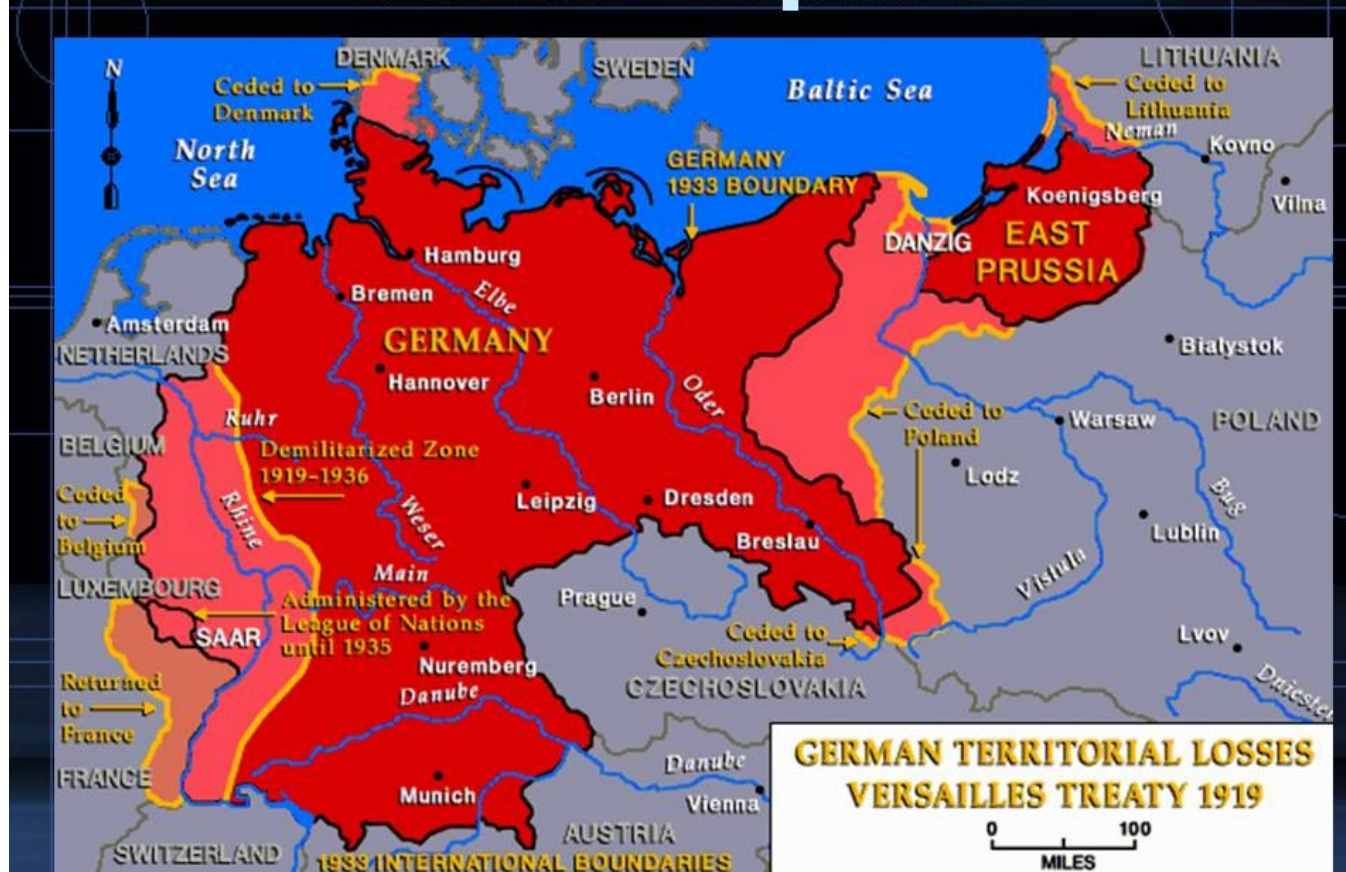 DENMARK
N
Ceded to
Denmark
SWEDEN
Baltic Sea
LITHUANIA
Ceded to
Lithuania
Neman
Kovno
Vilna
North
Sea
GERMANY
1933 BOUNDARY
Koenigsberg
DANZIG
EAST
PRUSSIA
Hamburg
Bremen
Elbe
Amsterdam
NETHERLANDS
GERMANY
Hannover
Berlin
Oder
Bialystok
Ruhr
BELGIUM
Demilitarized Zone
1919-1936
Ceded to
Poland
Warsaw
POLAND
Lodz
Ceded
to
Belgium
Rhine
Weser
Leipzig
Dresden
Breslau
Bug
Lublin
Vistula
LUXEMBOURG
Main
Administered by the
League of Nations
until 1935
SAAR
Prague
Ceded to
Czechoslovakia
Lvov
Nuremberg
CZECHOSLOVAKIA
Dniester
Returned
to
France
Danube
FRANCE
Munich
Danube
Vienna
AUSTRIA
SWITZERLAND
1933 INTERNATIONAL BOUNDARIES
GERMAN TERRITORIAL LOSSES
VERSAILLES TREATY 1919
0 100
MILES